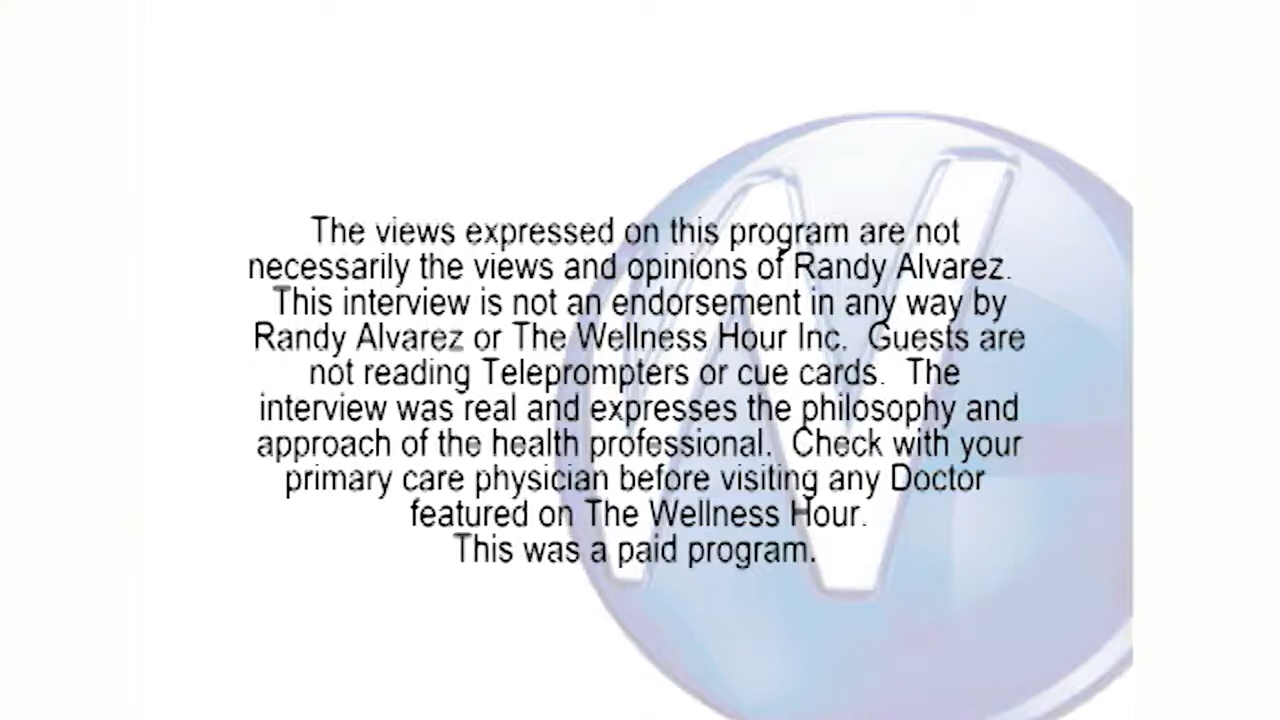 The views expressed on this program are not
necessarily the views and opinions of Randy Alvarez.
This interview is not an endorsement in any way by
Randy Alvarez or The Wellness Hour Inc.  Guests are
not reading Teleprompters or cue cards.  The
interview was real and expresses the philosophy and
approach of the health professional.  Check with your
primary care physician before visiting any Doctor
featured on The Wellness Hour.
This was a paid program.